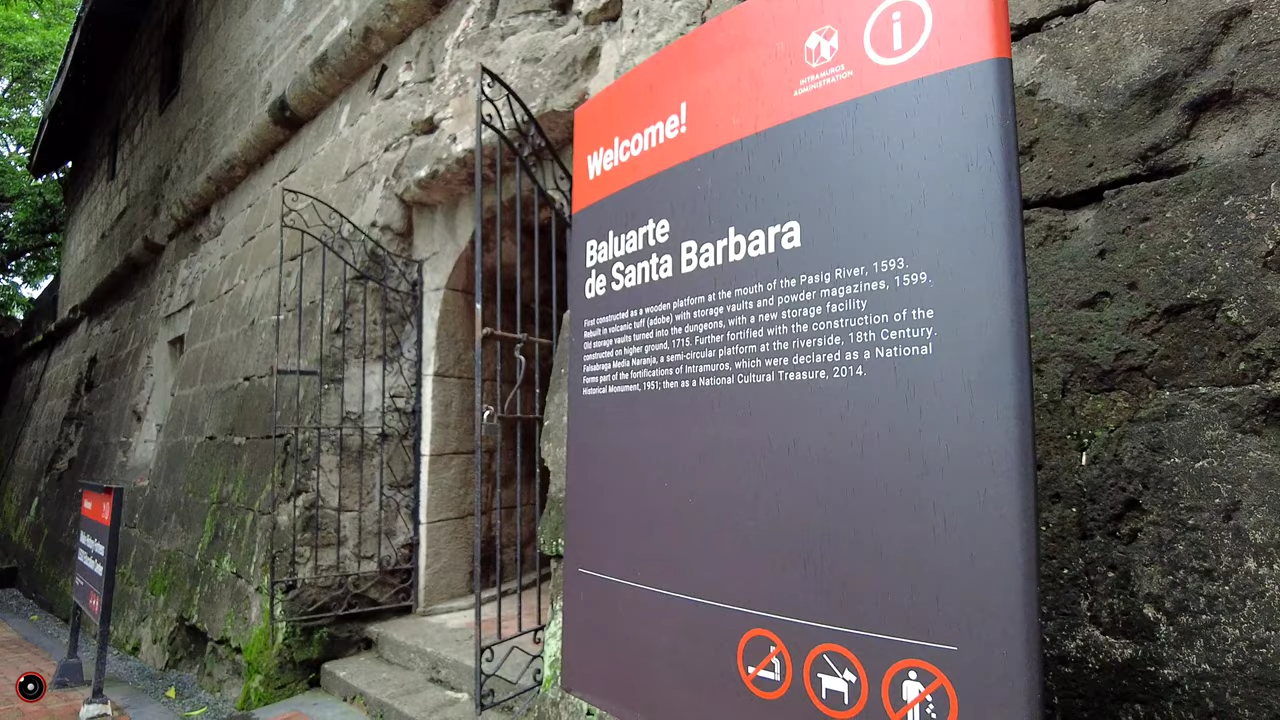 INTRAMUROS
ADMINISTRATION
Welcome!
Baluarte
de Santa Barbara
First constructed as a wooden platform at the mouth of the Pasig River, 1593.
Rebuilt in volcanic tuff (adobe) with storage vaults and powder magazines, 1599.
Old storage vaults turned into the dungeons, with a new storage facility
constructed on higher ground, 1715. Further fortified with the construction of the
Falsabraga Media Naranja, a semi-circular platform at the riverside, 18th Century.
Forms part of the fortifications of Intramuros, which were declared as a National
Historical Monument, 1951; then as a National Cultural Treasure, 2014.